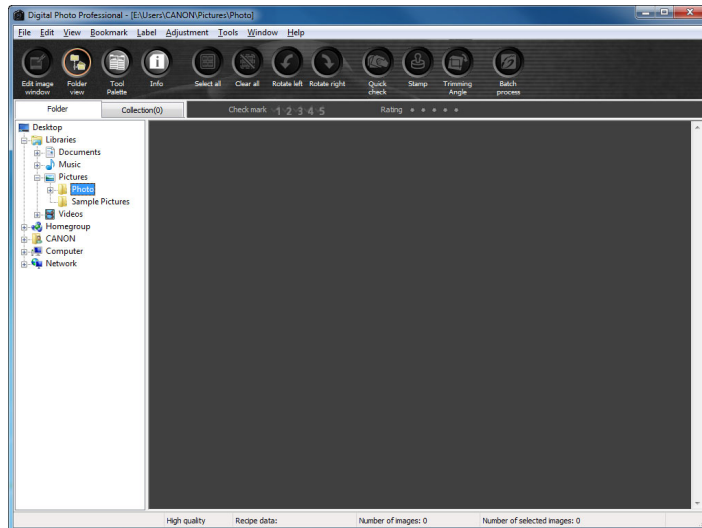 Digital Photo Professional - [E:\Users\CANON\Pictures\Photo]
File Edit View Bookmark Label Adjustment Tools Window Help
Edit image window
Folder view
Tool Palette
Info
Select all
Clear all
Rotate left
Rotate right
Quick check
Stamp
Trimming Angle
Batch process
Folder
Collection(0)
Check mark 1 2 3 4 5
Rating
Desktop
Libraries
Documents
Music
Pictures
Photo
Sample Pictures
Videos
Homegroup
CANON
Computer
Network
High quality
Recipe data:
Number of images: 0
Number of selected images: 0